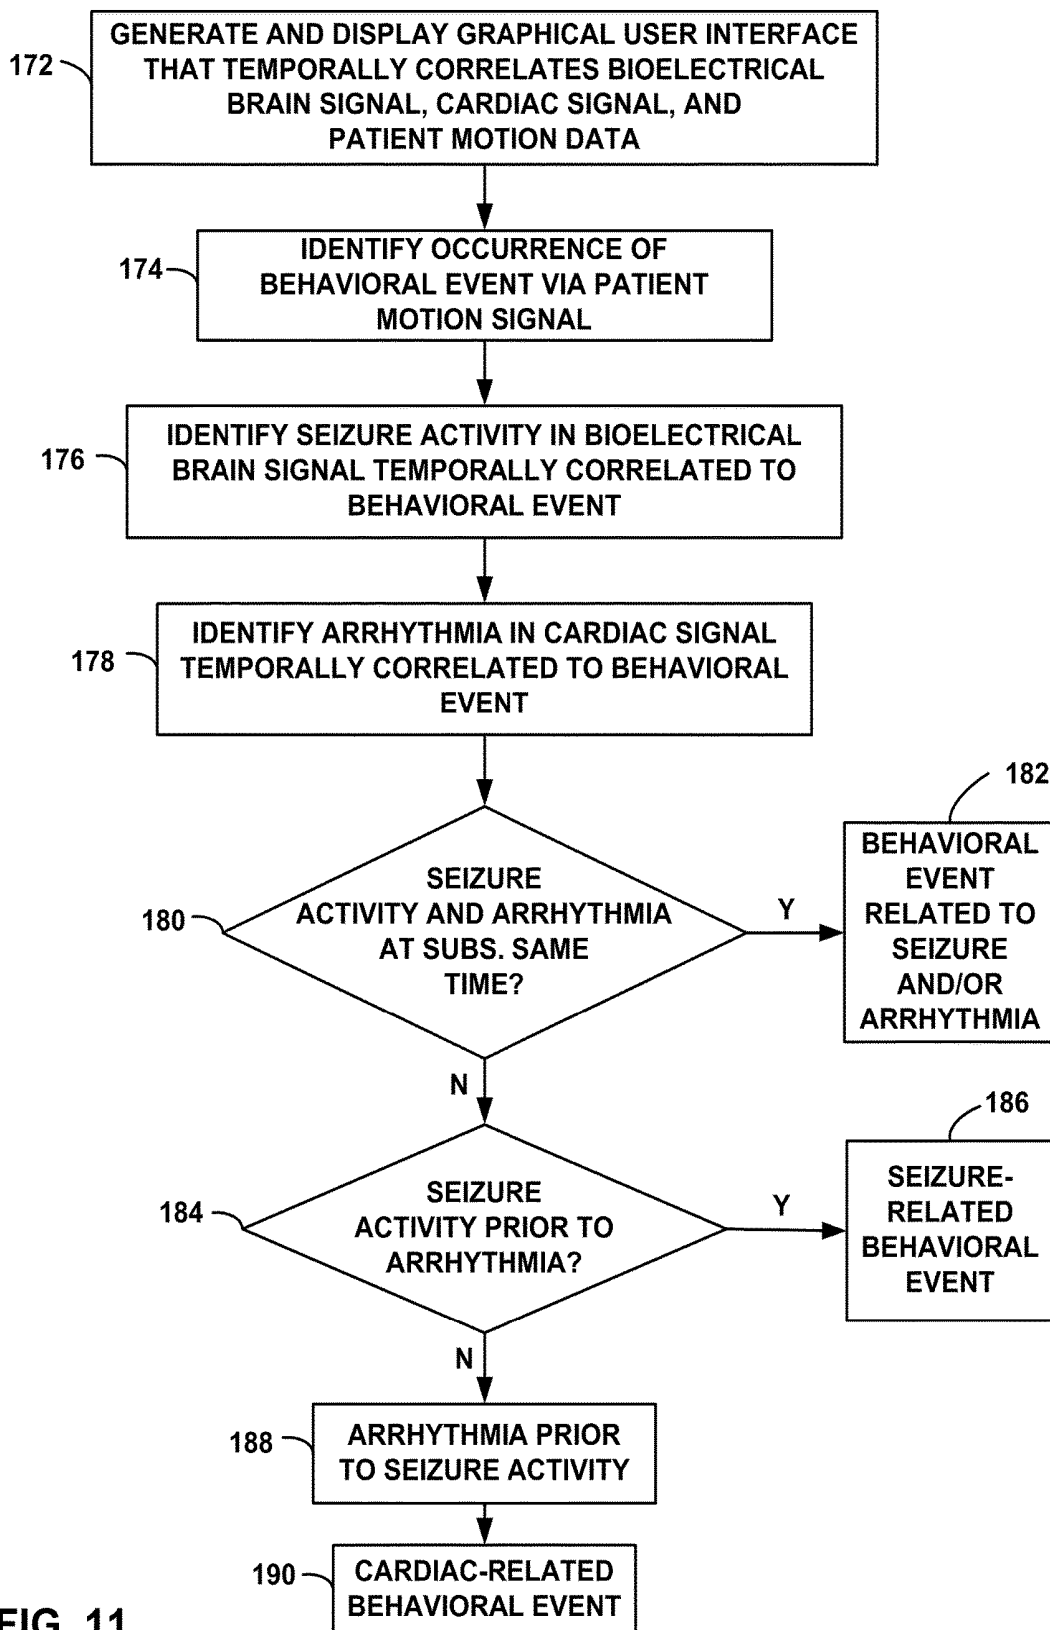 172
GENERATE AND DISPLAY GRAPHICAL USER INTERFACE
THAT TEMPORALLY CORRELATES BIOELECTRICAL
BRAIN SIGNAL, CARDIAC SIGNAL, AND
PATIENT MOTION DATA
174
IDENTIFY OCCURRENCE OF
BEHAVIORAL EVENT VIA PATIENT
MOTION SIGNAL
176
IDENTIFY SEIZURE ACTIVITY IN BIOELECTRICAL
BRAIN SIGNAL TEMPORALLY CORRELATED TO
BEHAVIORAL EVENT
178
IDENTIFY ARRHYTHMIA IN CARDIAC SIGNAL
TEMPORALLY CORRELATED TO BEHAVIORAL
EVENT
180
SEIZURE
ACTIVITY AND ARRHYTHMIA
AT SUBS. SAME
TIME?
Y
182
BEHAVIORAL
EVENT
RELATED TO
SEIZURE
AND/OR
ARRHYTHMIA
N
184
SEIZURE
ACTIVITY PRIOR TO
ARRHYTHMIA?
Y
186
SEIZURE-
RELATED
BEHAVIORAL
EVENT
N
188
ARRHYTHMIA PRIOR
TO SEIZURE ACTIVITY
190
CARDIAC-RELATED
BEHAVIORAL EVENT
FIG. 11